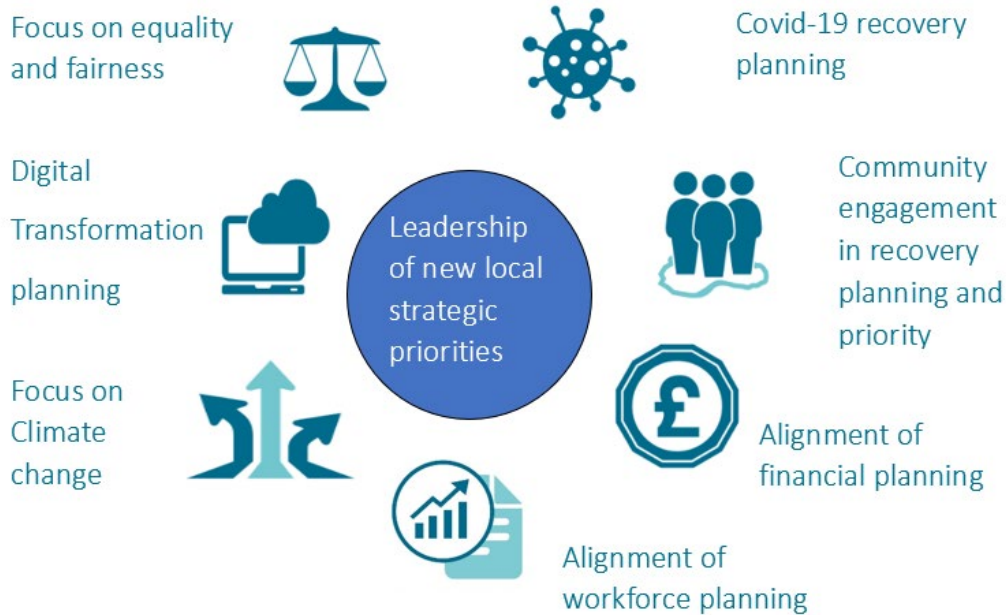 Focus on equality
and fairness
Covid-19 recovery
planning
Digital
Transformation
planning
Leadership
of new local
strategic
priorities
Community
engagement
in recovery
planning and
priority
Focus on
Climate
change
£
Alignment of
financial planning
Alignment of
workforce planning